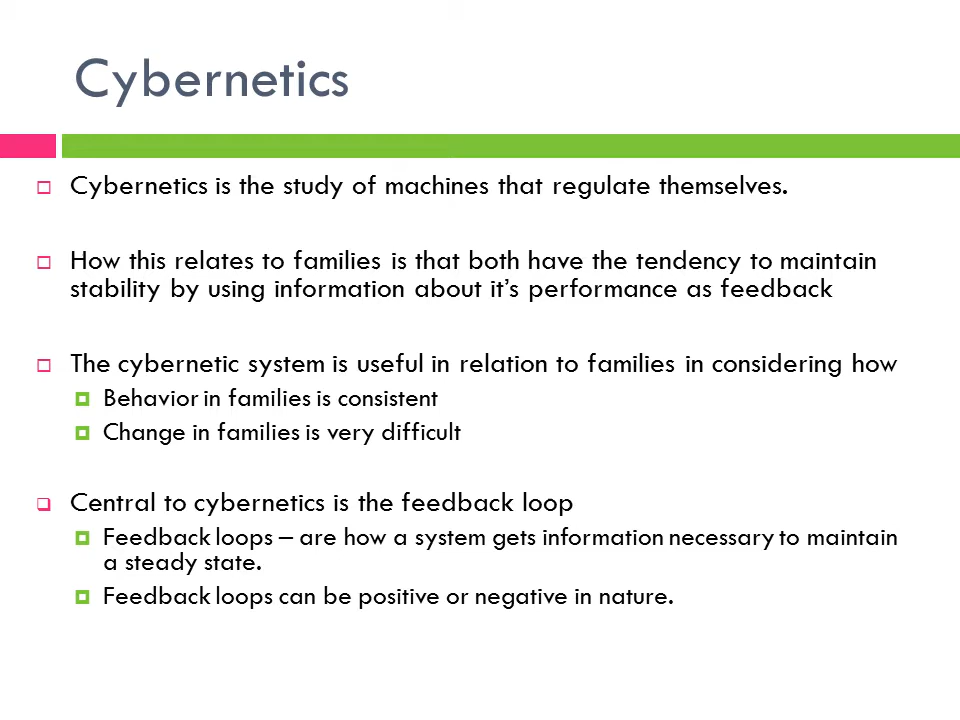 Cybernetics
Cybernetics is the study of machines that regulate themselves.
How this relates to families is that both have the tendency to maintain
stability by using information about it's performance as feedback
The cybernetic system is useful in relation to families in considering how
Behavior in families is consistent
Change in families is very difficult
Central to cybernetics is the feedback loop
Feedback loops – are how a system gets information necessary to maintain
a steady state.
Feedback loops can be positive or negative in nature.